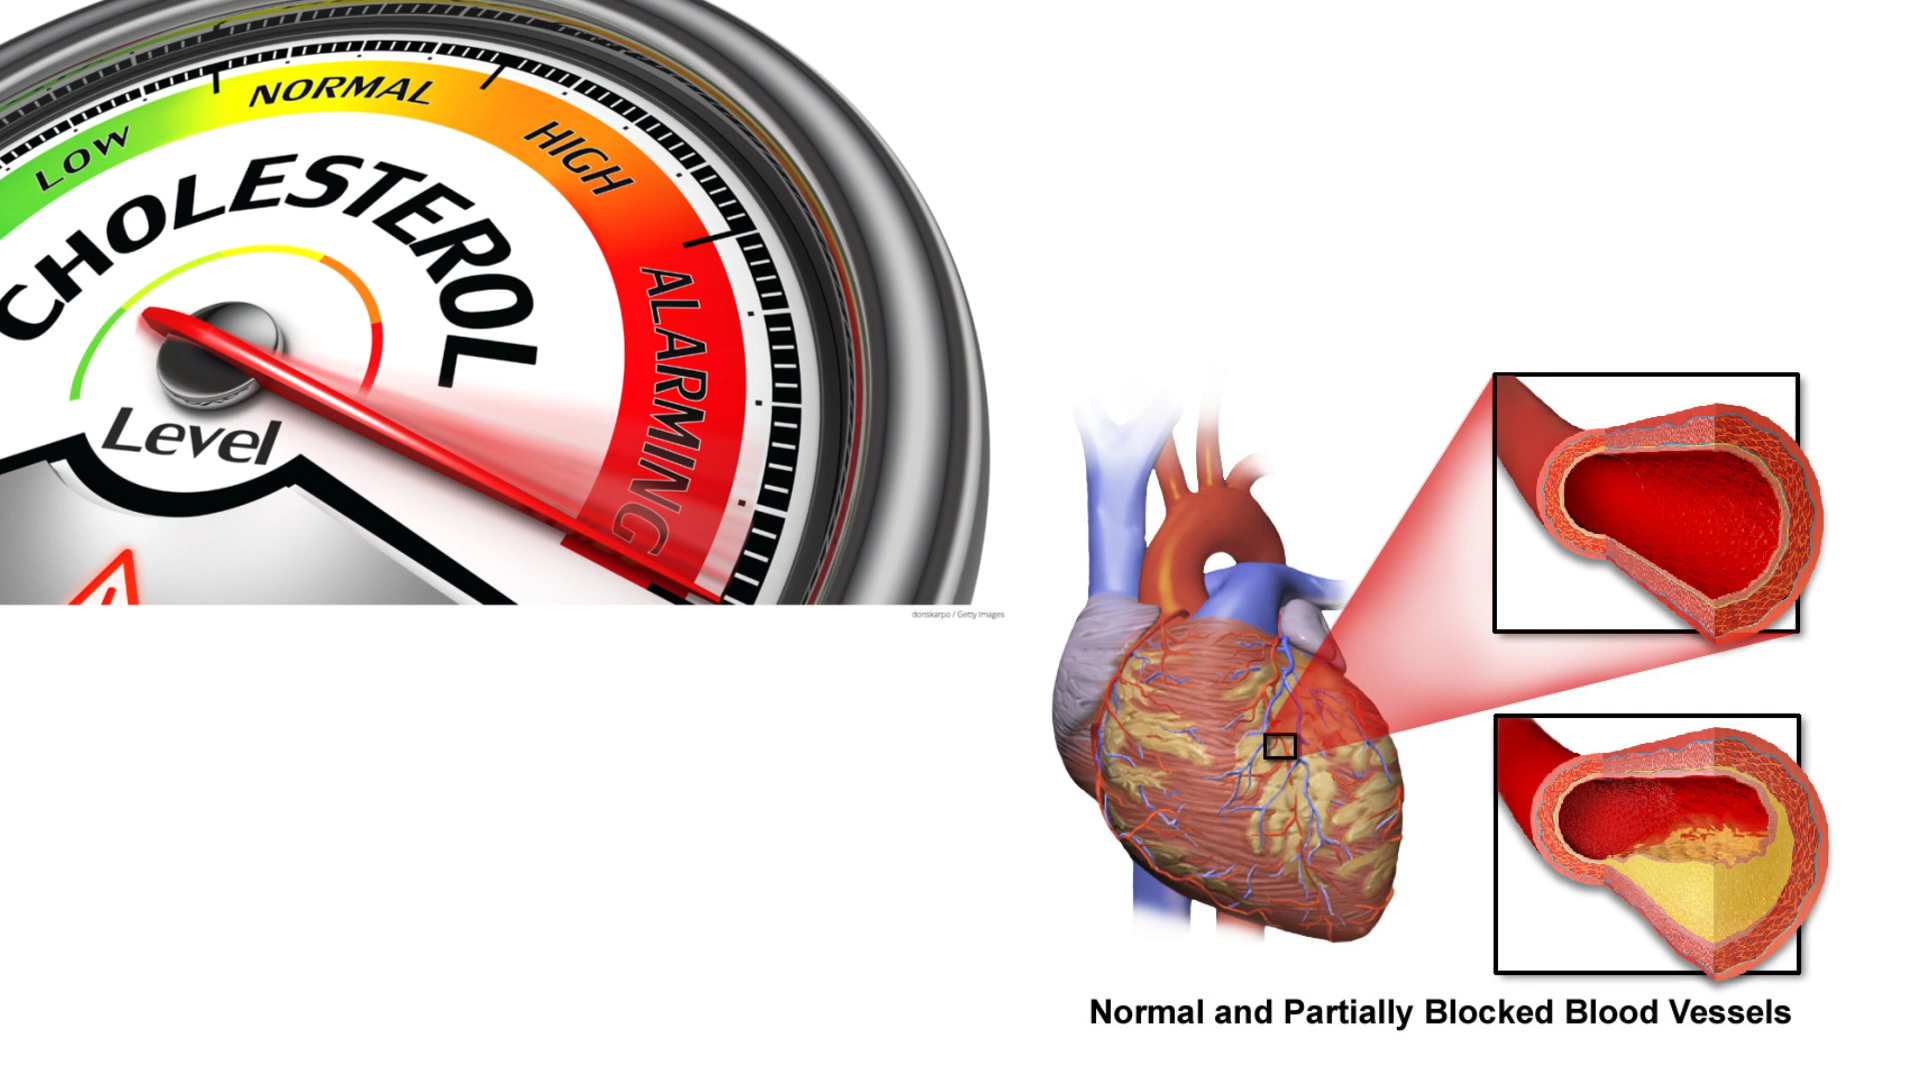 LOW
NORMAL
HIGH
ALARMING
CHOLESTEROL
Level
donskarpo / Getty Images
Normal and Partially Blocked Blood Vessels